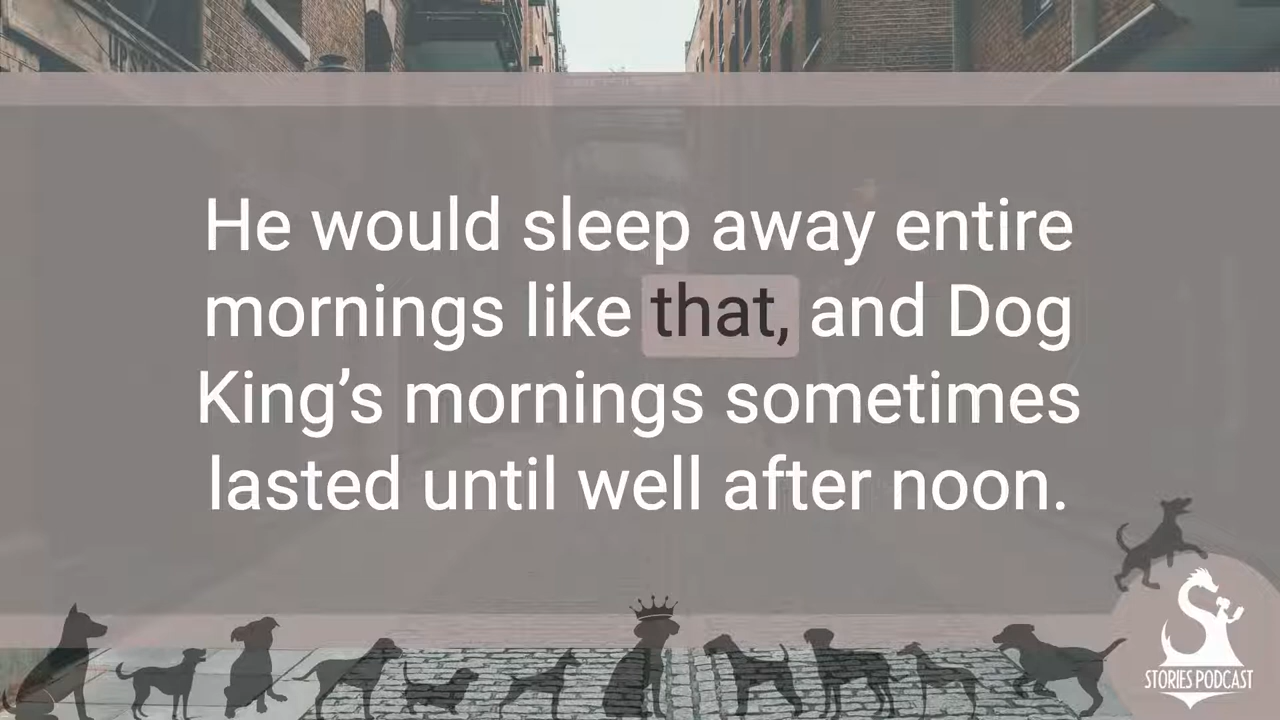 He would sleep away entire
mornings like that, and Dog
King’s mornings sometimes
lasted until well after noon.
STORIES PODCAST